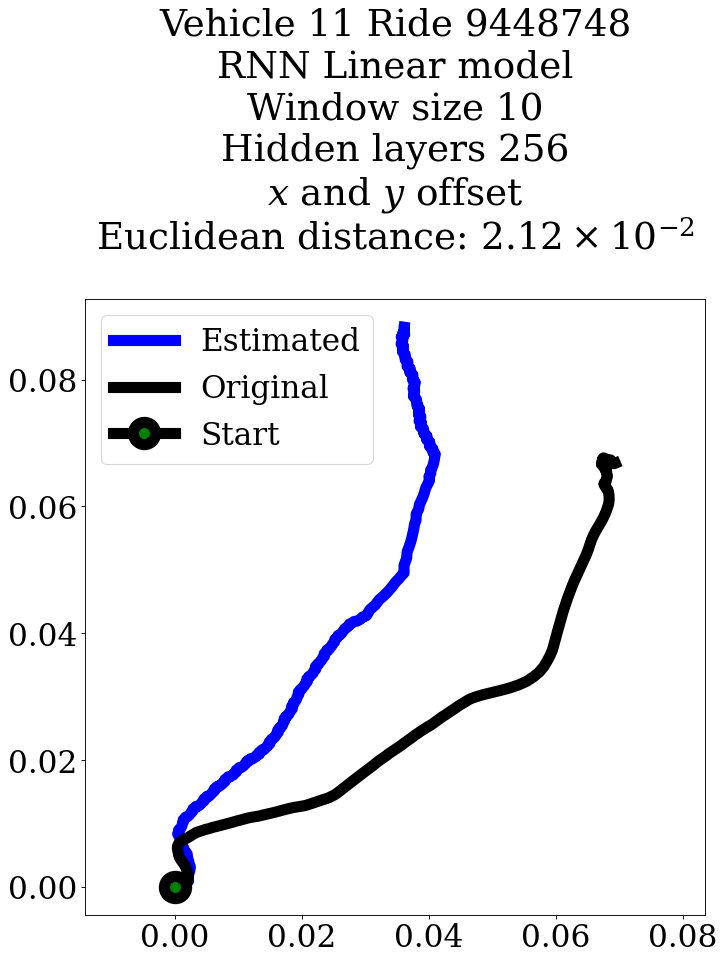 Vehicle 11 Ride 9448748
RNN Linear model
Window size 10
Hidden layers 256
x and y offset
Euclidean distance: 2.12 × 10⁻²
Estimated
Original
Start
0.08
0.06
0.04
0.02
0.00
0.00 0.02 0.04 0.06 0.08